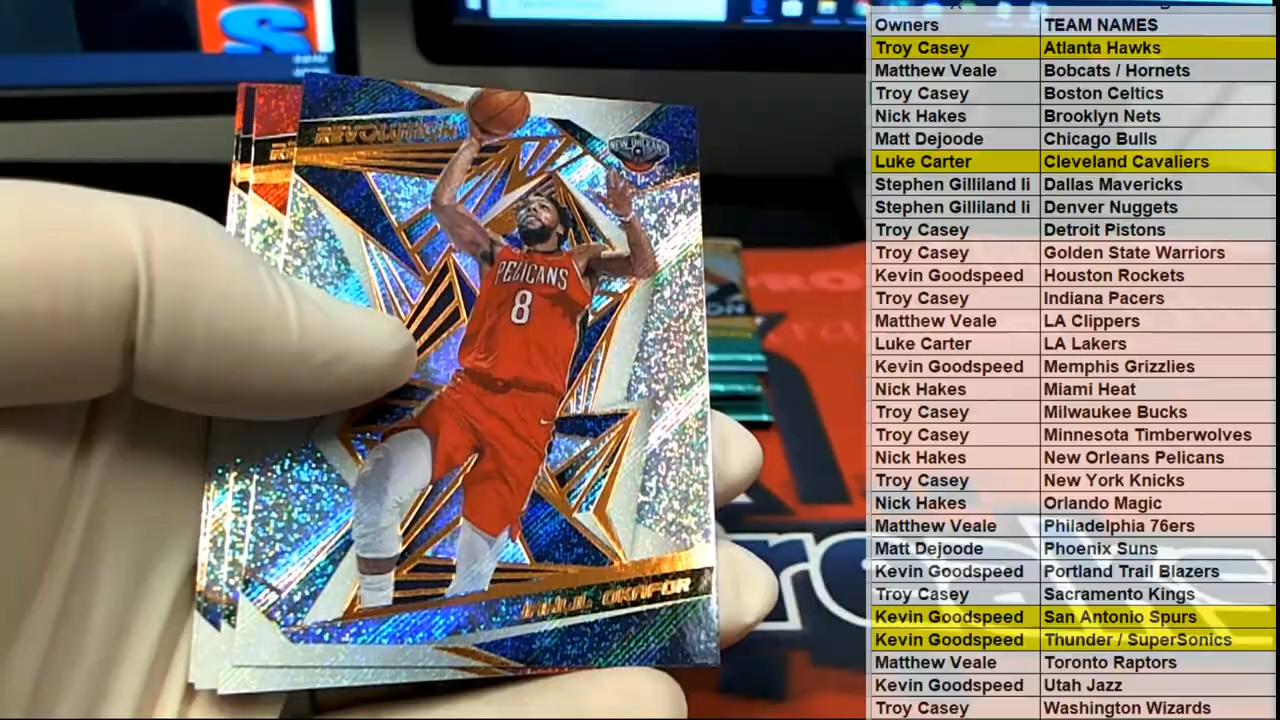 S
REVOLUTION
NEW ORLEANS
PELICANS
8
JAHLIL OKAFOR
Owners TEAM NAMES
Troy Casey Atlanta Hawks
Matthew Veale Bobcats / Hornets
Troy Casey Boston Celtics
Nick Hakes Brooklyn Nets
Matt Dejoode Chicago Bulls
Luke Carter Cleveland Cavaliers
Stephen Gilliland Ii Dallas Mavericks
Stephen Gilliland Ii Denver Nuggets
Troy Casey Detroit Pistons
Troy Casey Golden State Warriors
Kevin Goodspeed Houston Rockets
Troy Casey Indiana Pacers
Matthew Veale LA Clippers
Luke Carter LA Lakers
Kevin Goodspeed Memphis Grizzlies
Nick Hakes Miami Heat
Troy Casey Milwaukee Bucks
Troy Casey Minnesota Timberwolves
Nick Hakes New Orleans Pelicans
Troy Casey New York Knicks
Nick Hakes Orlando Magic
Matthew Veale Philadelphia 76ers
Matt Dejoode Phoenix Suns
Kevin Goodspeed Portland Trail Blazers
Troy Casey Sacramento Kings
Kevin Goodspeed San Antonio Spurs
Kevin Goodspeed Thunder / SuperSonics
Matthew Veale Toronto Raptors
Kevin Goodspeed Utah Jazz
Troy Casey Washington Wizards